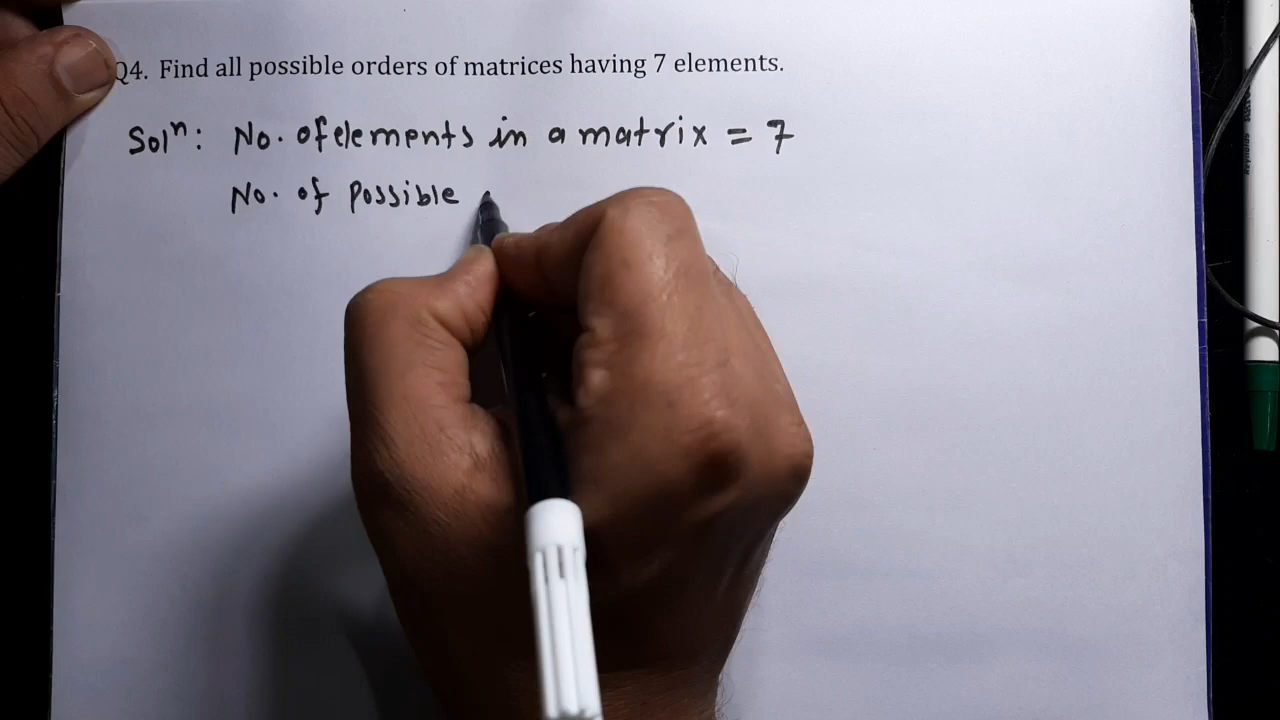 Q4. Find all possible orders of matrices having 7 elements.
Solⁿ: No. of elements in a matrix = 7
No. of possible